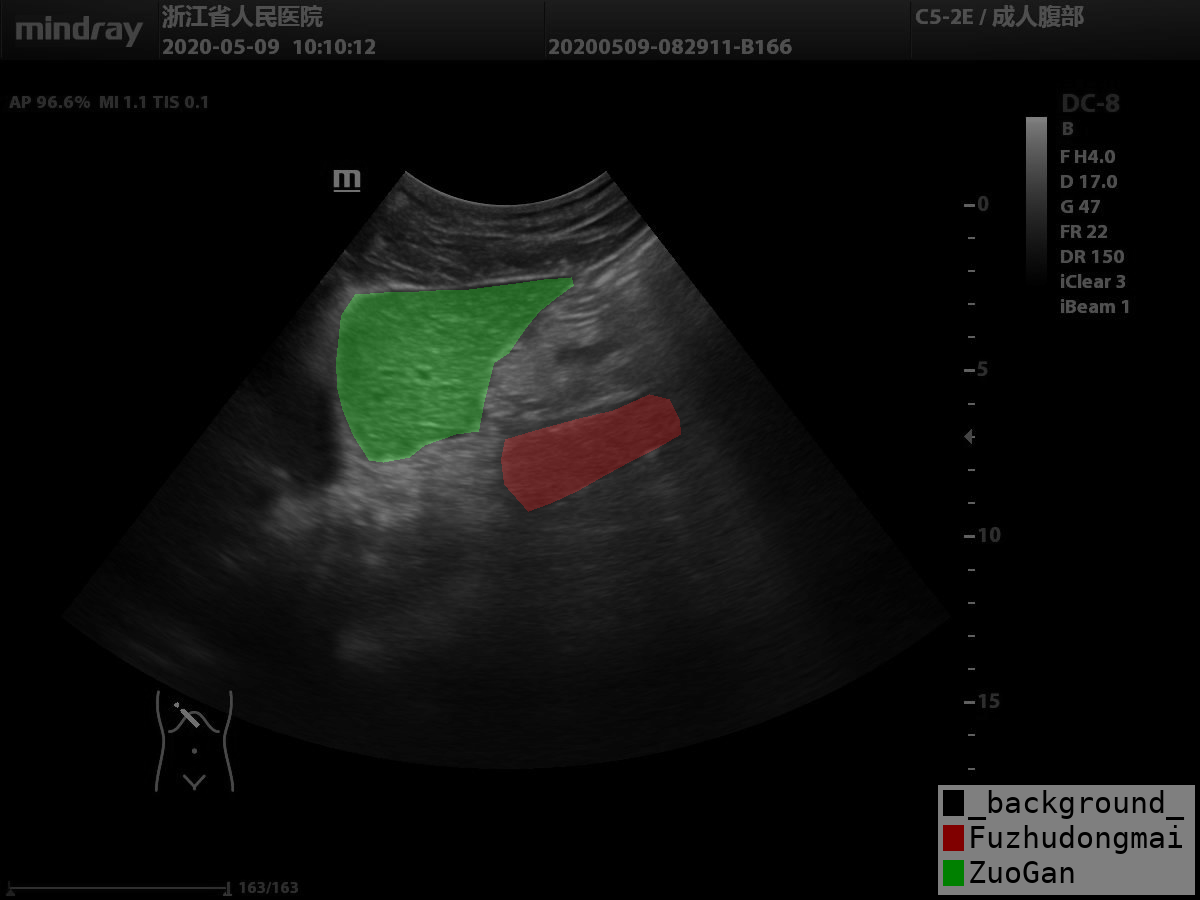 mindray
浙江省人民医院
2020-05-09 10:10:12
20200509-082911-B166
C5-2E / 成人腹部
AP 96.6% MI 1.1 TIS 0.1
DC-8
B
F H4.0
D 17.0
G 47
FR 22
DR 150
iClear 3
iBeam 1
m
0
5
10
15
163/163
_background_
Fuzhudongmai
ZuoGan